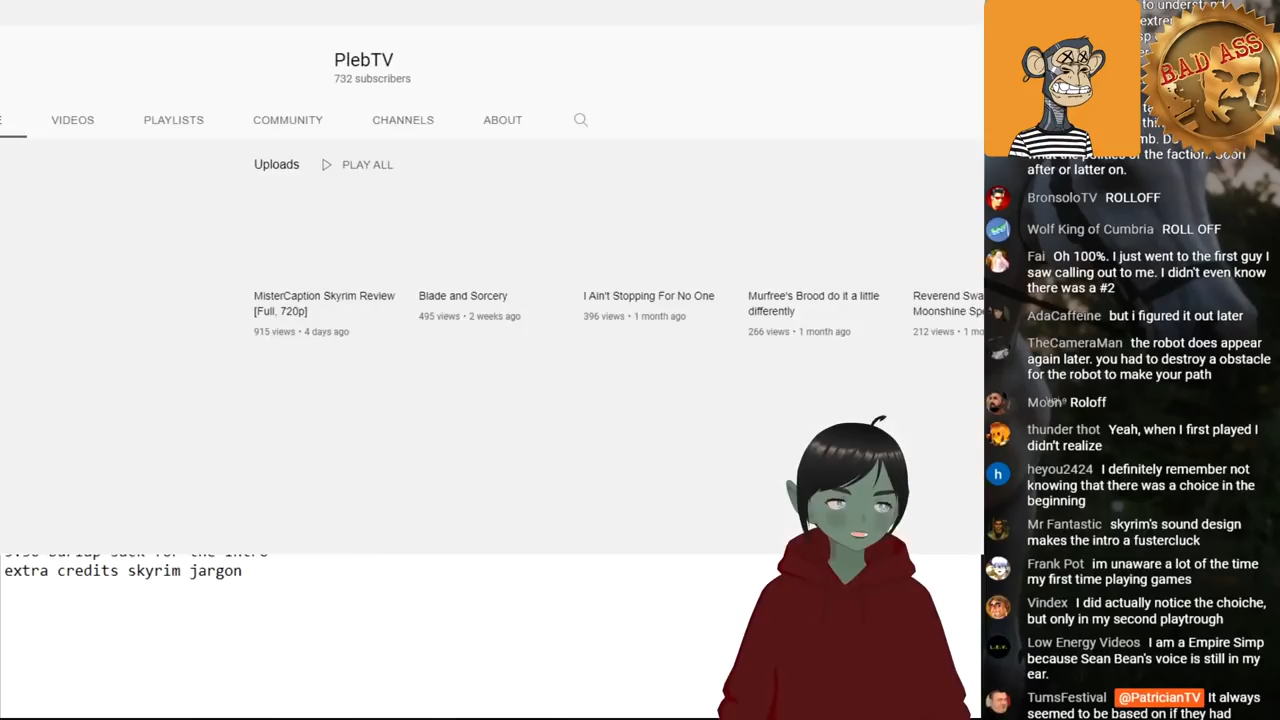 PlebTV
732 subscribers
VIDEOS
PLAYLISTS
COMMUNITY
CHANNELS
ABOUT
Uploads
PLAY ALL
MisterCaption Skyrim Review
[Full, 720p]
915 views • 4 days ago
Blade and Sorcery
495 views • 2 weeks ago
I Ain't Stopping For No One
396 views • 1 month ago
Murfree's Brood do it a little
differently
266 views • 1 month ago
Reverend
Moonshine
212 views •
for the intro
extra credits skyrim jargon
BAD ASS
to
of the faction. Soon
after or latter on.
BronsoloTV ROLLOFF
Wolf King of Cumbria ROLL OFF
Fai Oh 100%. I just went to the first guy I
saw calling out to me. I didn't even know
there was a #2
AdaCaffeine but i figured it out later
TheCameraMan the robot does appear
again later. you had to destroy a obstacle
for the robot to make your path
Roloff
thunder thot Yeah, when I first played I
didn't realize
h
heyou2424 I definitely remember not
knowing that there was a choice in the
beginning
Mr Fantastic skyrim's sound design
makes the intro a fustercluck
Frank Pot im unaware a lot of the time
my first time playing games
Vindex I did actually notice the choiche,
but only in my second playtrough
Low Energy Videos I am a Empire Simp
because Sean Bean's voice is still in my
ear.
TumsFestival @PatricianTV It always
seemed to be based on if they had